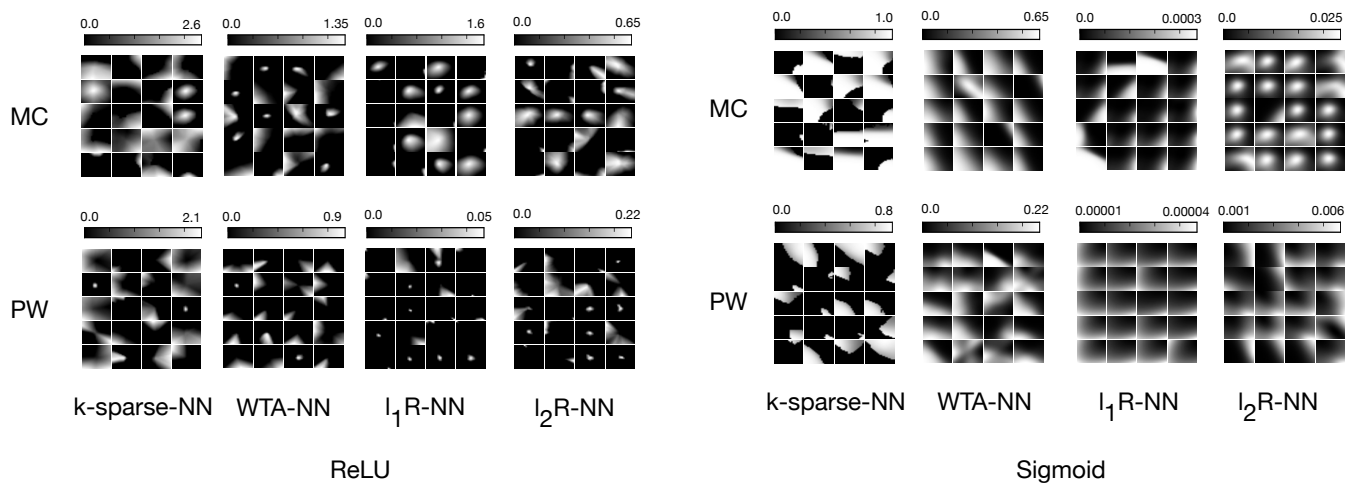 0.0 2.6 0.0 1.35 0.0 1.6 0.0 0.65
MC
0.0 2.1 0.0 0.9 0.0 0.05 0.0 0.22
PW
k-sparse-NN WTA-NN l1R-NN l2R-NN
ReLU
0.0 1.0 0.0 0.65 0.0 0.0003 0.0 0.025
MC
0.0 0.8 0.0 0.22 0.00001 0.00004 0.001 0.006
PW
k-sparse-NN WTA-NN l1R-NN l2R-NN
Sigmoid